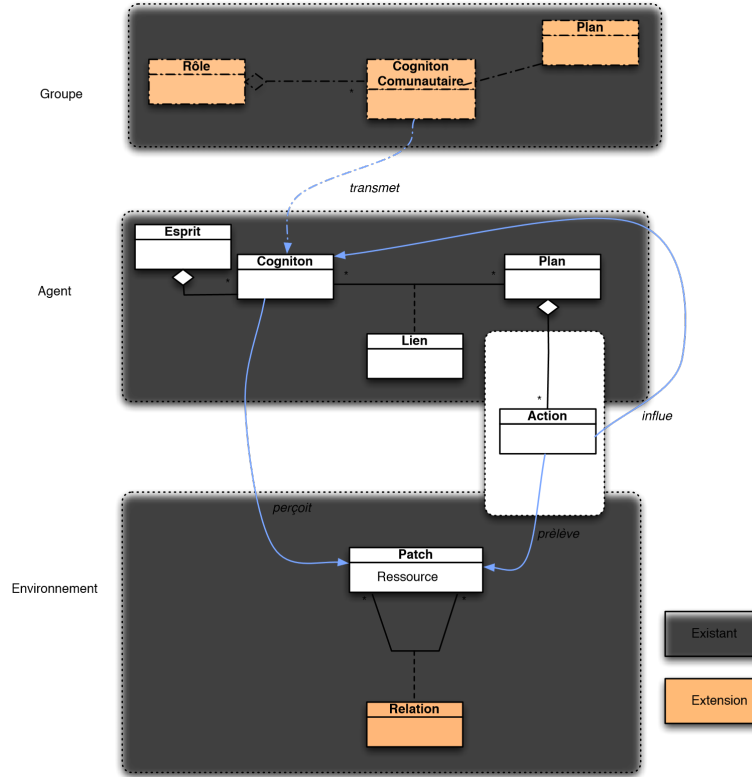 Plan
Rôle
Cogniton
Comunautaire
Groupe
*
transmet
Esprit
Cogniton
Plan
*
*
*
Agent
Lien
*
Action
influe
perçoit
prélève
Patch
Ressource
Environnement
*
*
Existant
Extension
Relation